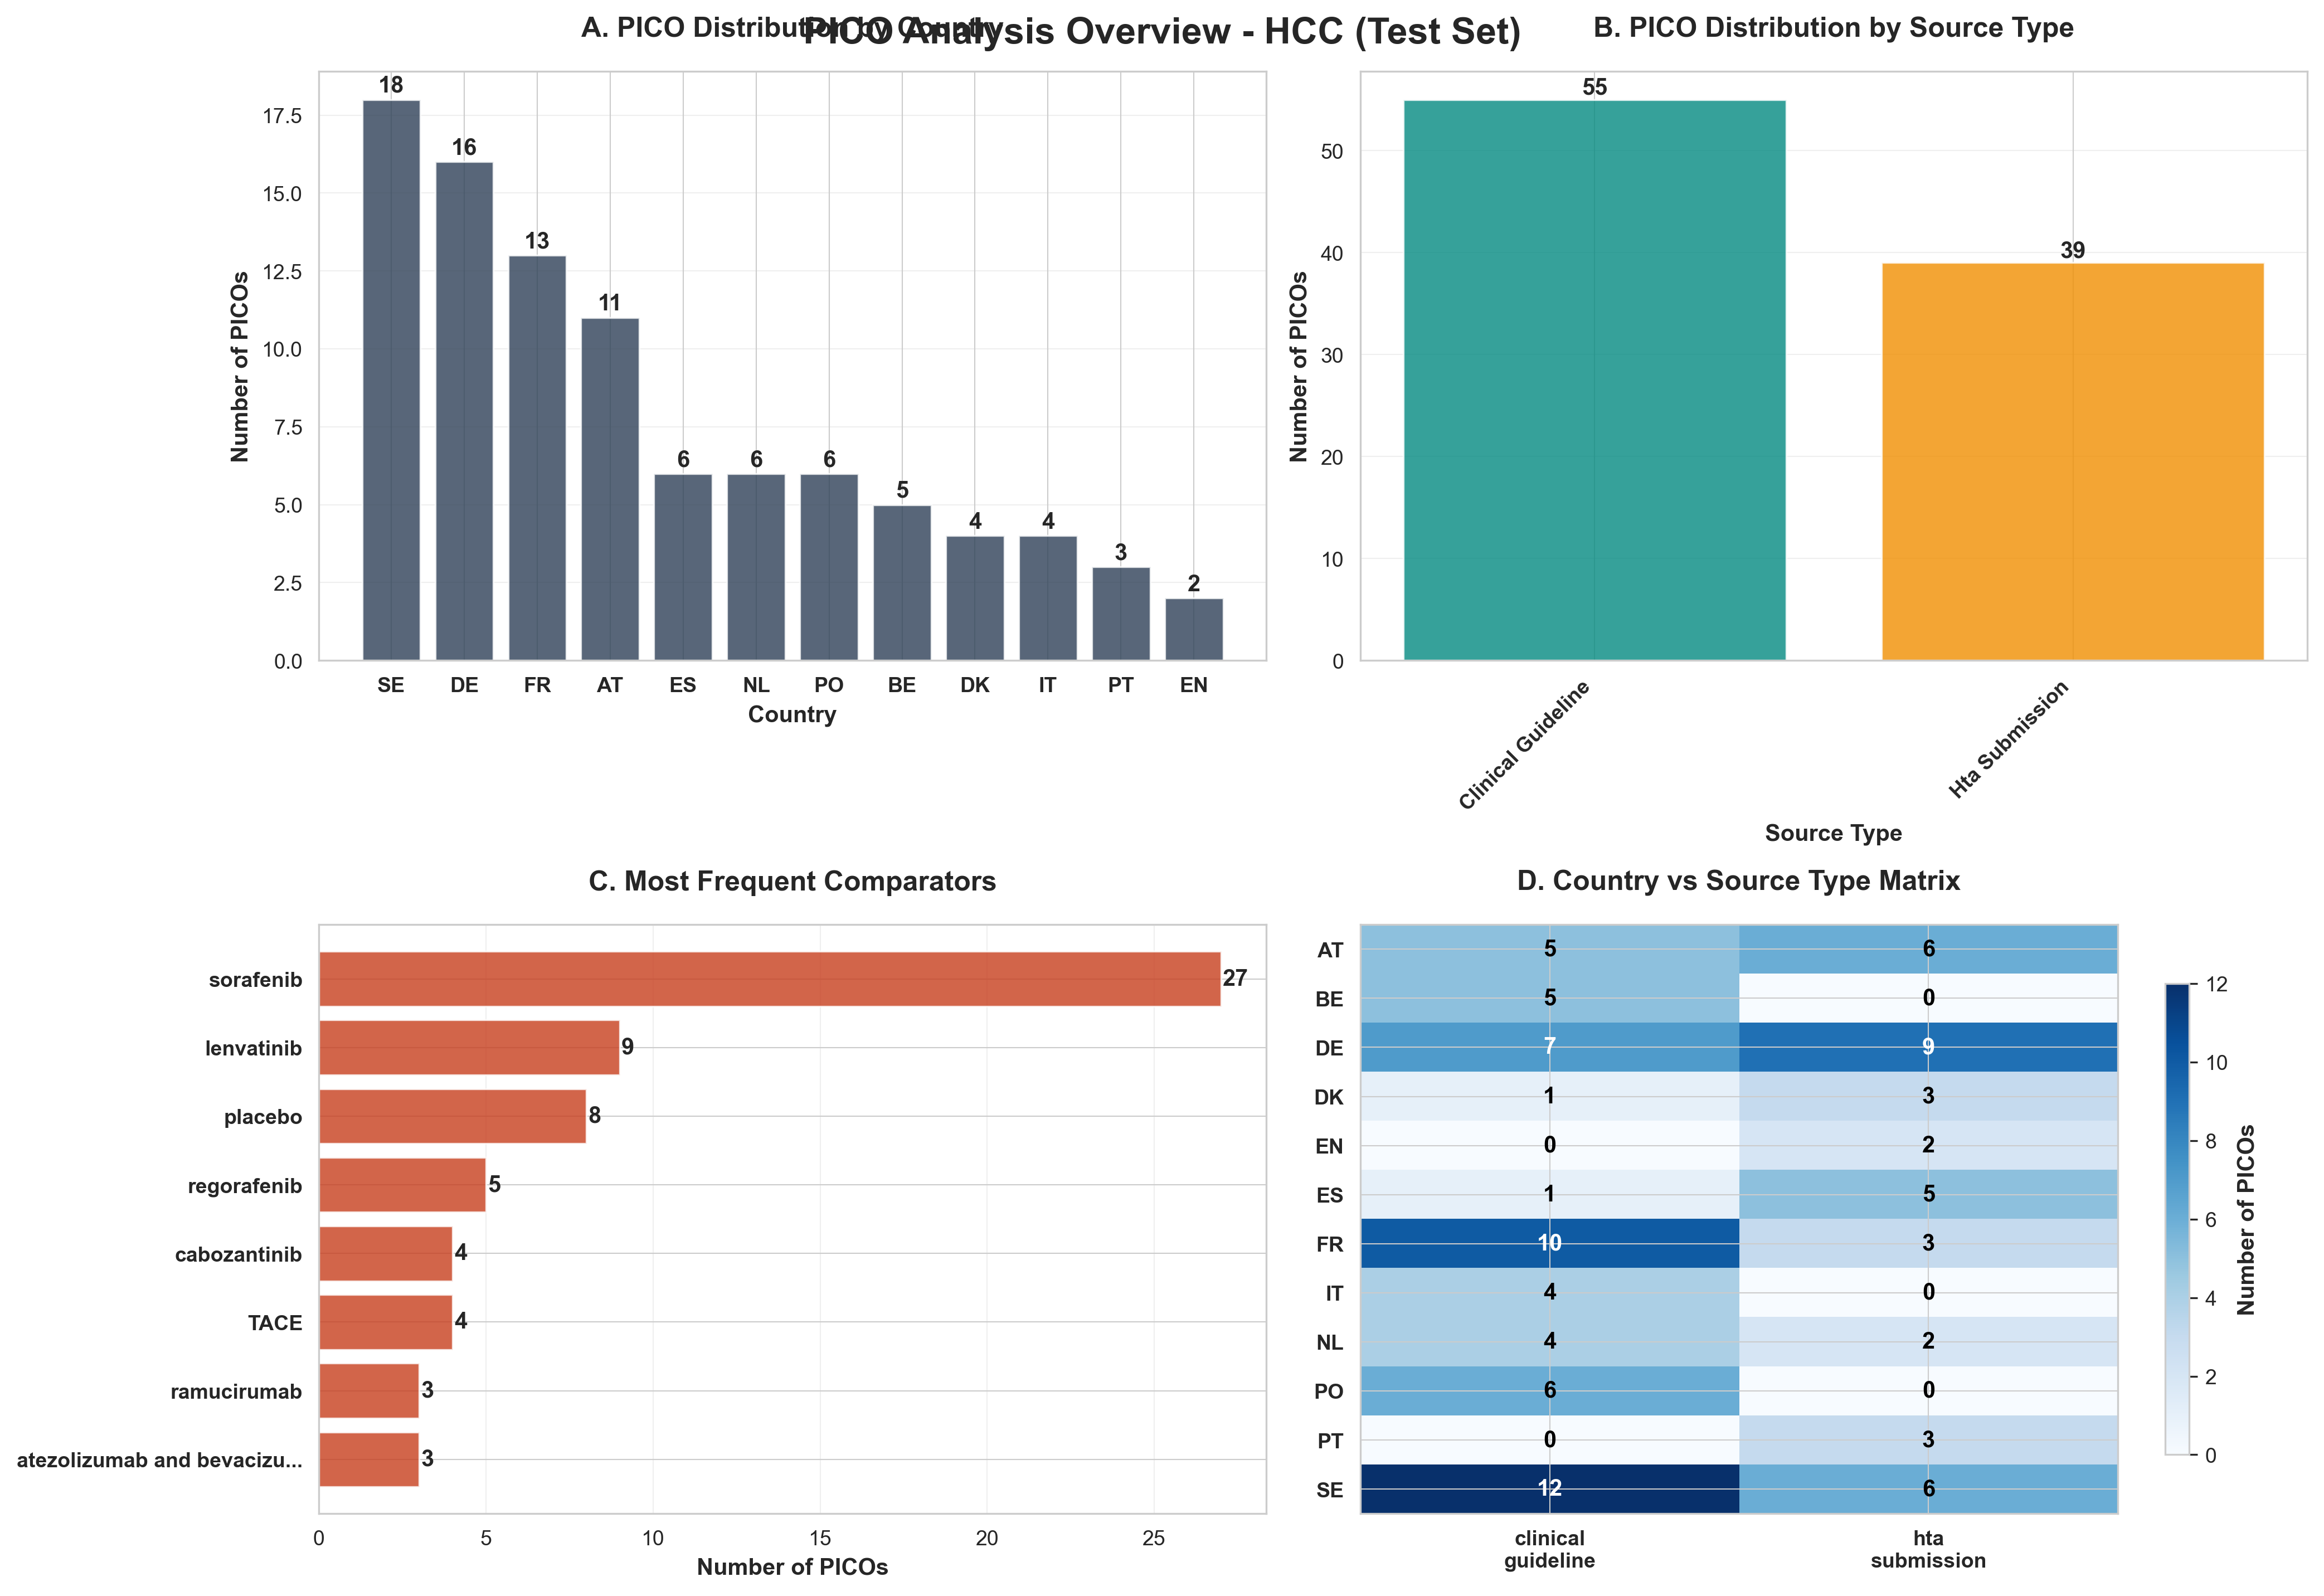 PICO Analysis Overview - HCC (Test Set)
A. PICO Distribution by Country
Number of PICOs
17.5
15.0
12.5
10.0
7.5
5.0
2.5
0.0
18
16
13
11
6
6
6
5
4
4
3
2
SE DE FR AT ES NL PO BE DK IT PT EN
Country
B. PICO Distribution by Source Type
Number of PICOs
50
40
30
20
10
0
55
39
Clinical Guideline
Hta Submission
Source Type
C. Most Frequent Comparators
sorafenib 27
lenvatinib 9
placebo 8
regorafenib 5
cabozantinib 4
TACE 4
ramucirumab 3
atezolizumab and bevacizu... 3
0 5 10 15 20 25
Number of PICOs
D. Country vs Source Type Matrix
AT 5 6
BE 5 0
DE 7 9
DK 1 3
EN 0 2
ES 1 5
FR 10 3
IT 4 0
NL 4 2
PO 6 0
PT 0 3
SE 12 6
clinical
guideline
hta
submission
12
10
8
6
4
2
0
Number of PICOs